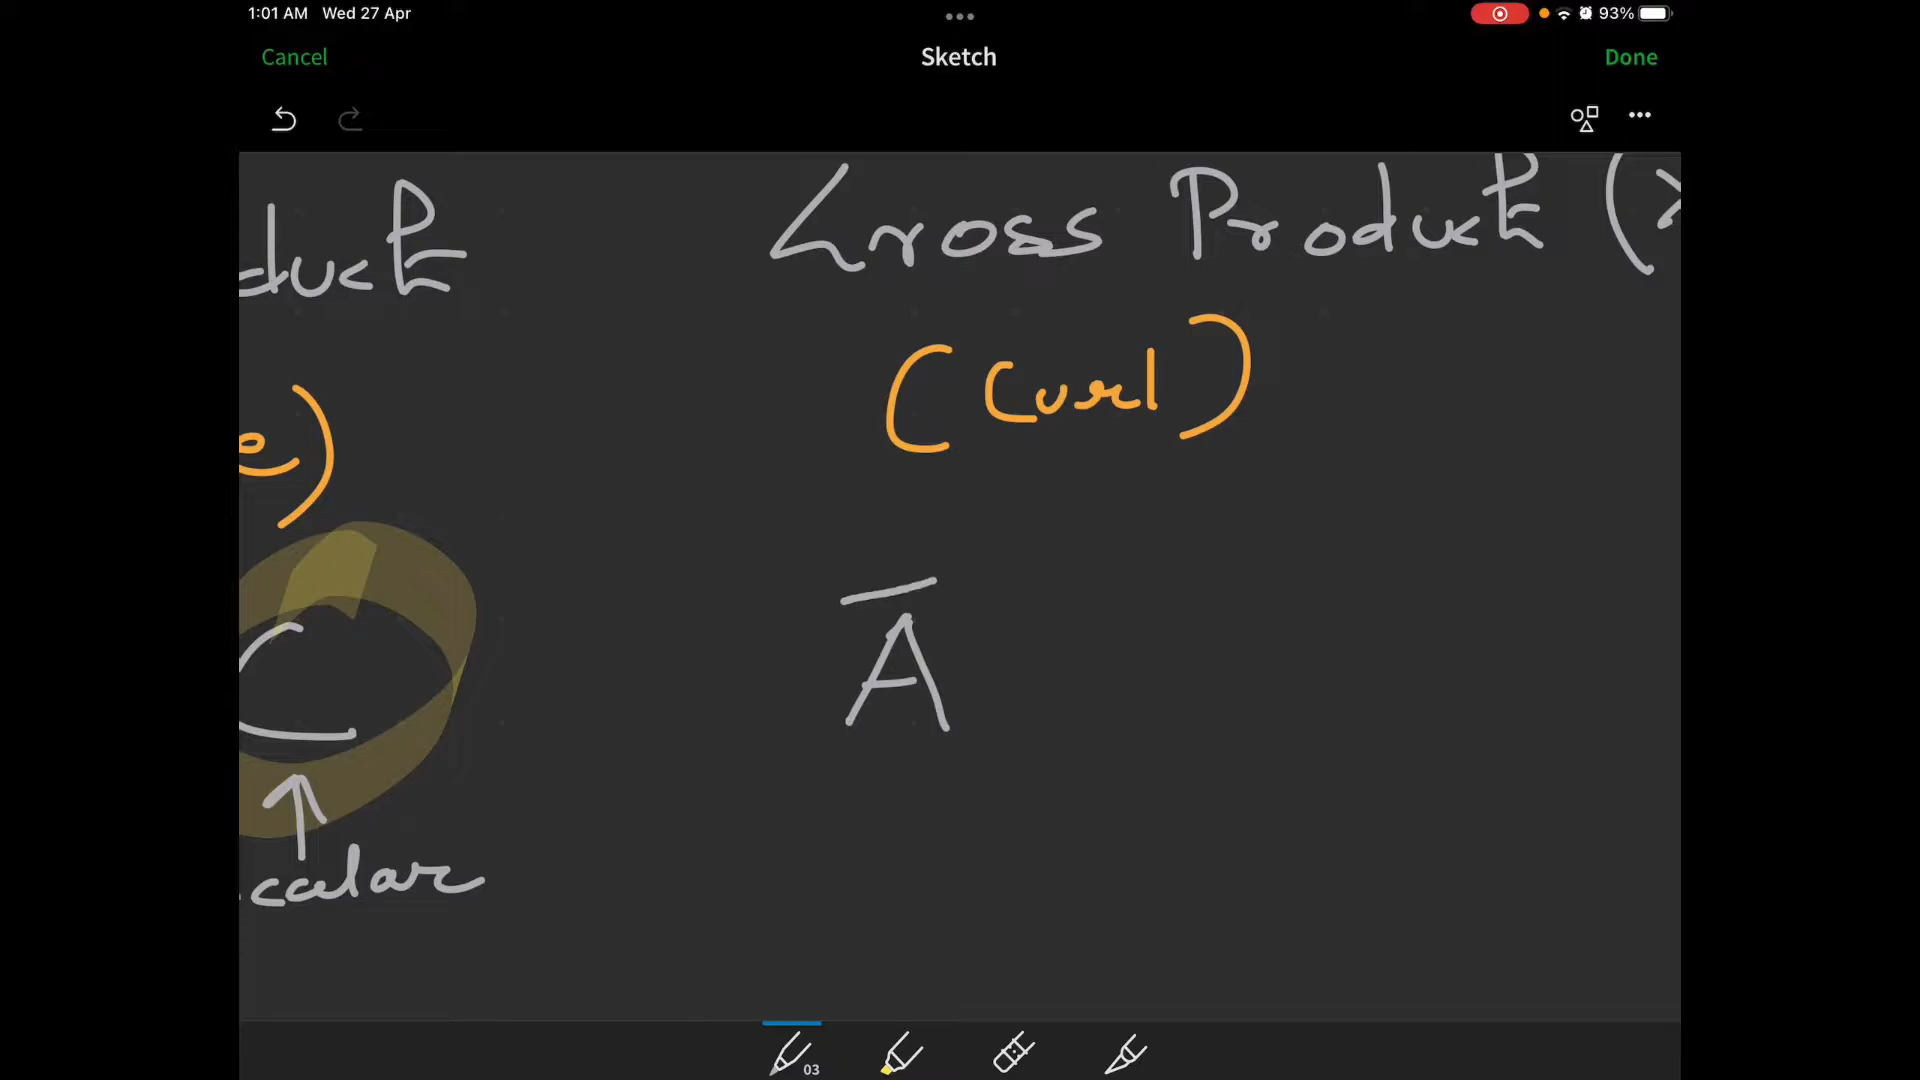 1:01 AM Wed 27 Apr
93%
Cancel
Sketch
Done
duct
Cross Product (x
e)
(Curl)
A
C
calar
03